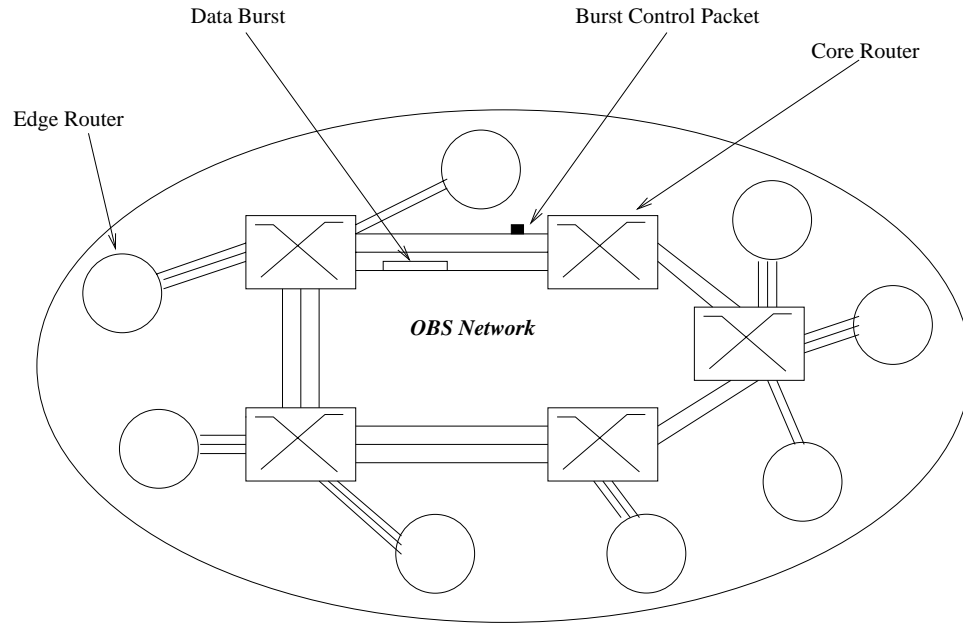 Data Burst
Burst Control Packet
Core Router
Edge Router
OBS Network